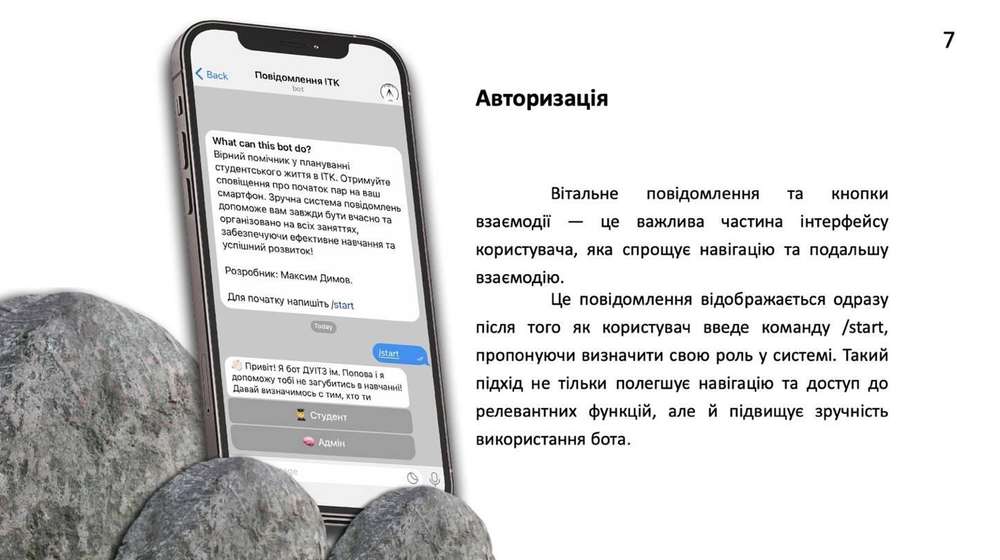 7
Back
Повідомлення ІТК
bot
What can this bot do?
Вірний помічник у плануванні
студентського життя в ІТК. Отримуйте
сповіщення про початок пар на ваш
смартфон. Зручна система повідомлень
допоможе вам завжди бути вчасно та
організовано на всіх заняттях,
забезпечуючи ефективне навчання та
успішний розвиток!
Розробник: Максим Димов.
Для початку напишіть /start
Today
/start
👋🏻 Привіт! Я бот ДУІТЗ ім. Попова і я
допоможу тобі не загубитись в навчанні!
Давай визначимось с тим, хто ти
👨‍🎓 Студент
🧠 Адмін
Авторизація
Вітальне повідомлення та кнопки
взаємодії — це важлива частина інтерфейсу
користувача, яка спрощує навігацію та подальшу
взаємодію.
Це повідомлення відображається одразу
після того як користувач введе команду /start,
пропонуючи визначити свою роль у системі. Такий
підхід не тільки полегшує навігацію та доступ до
релевантних функцій, але й підвищує зручність
використання бота.